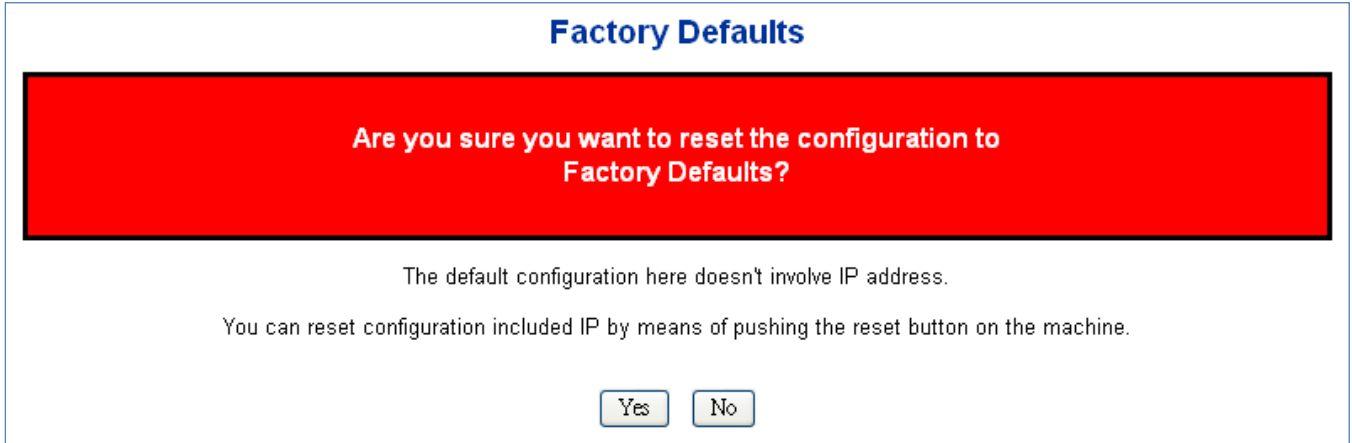 Factory Defaults
Are you sure you want to reset the configuration to
Factory Defaults?
The default configuration here doesn't involve IP address.
You can reset configuration included IP by means of pushing the reset button on the machine.
Yes No